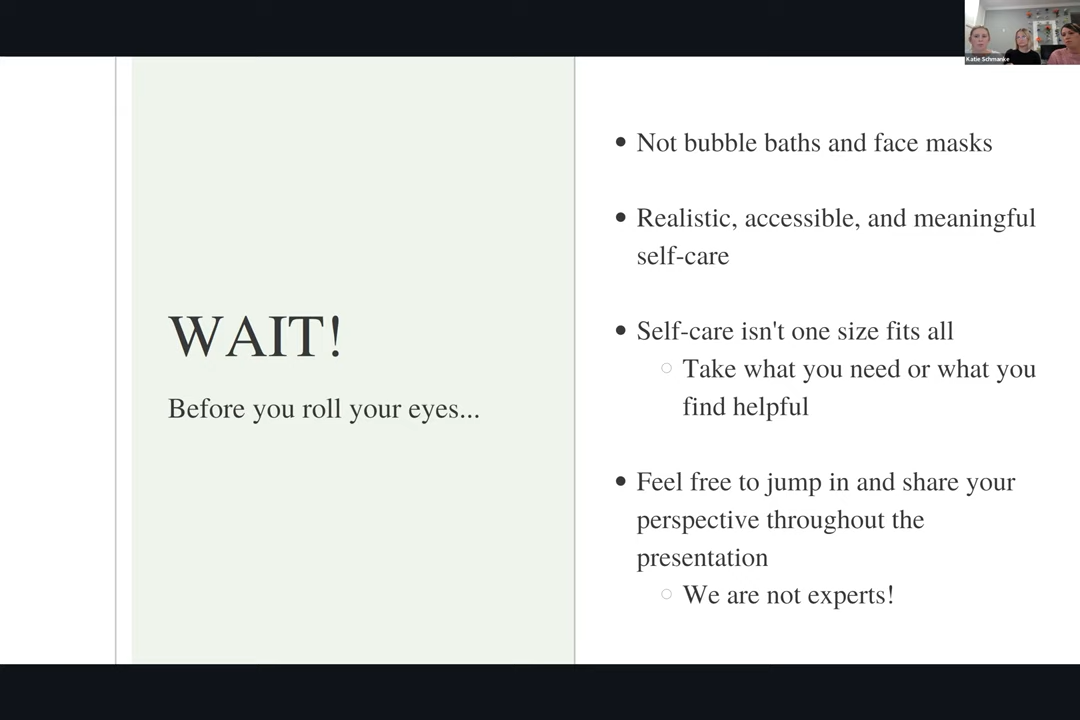 Katie Schmanke
WAIT!
Before you roll your eyes...
Not bubble baths and face masks
Realistic, accessible, and meaningful
self-care
Self-care isn't one size fits all
Take what you need or what you
find helpful
Feel free to jump in and share your
perspective throughout the
presentation
We are not experts!